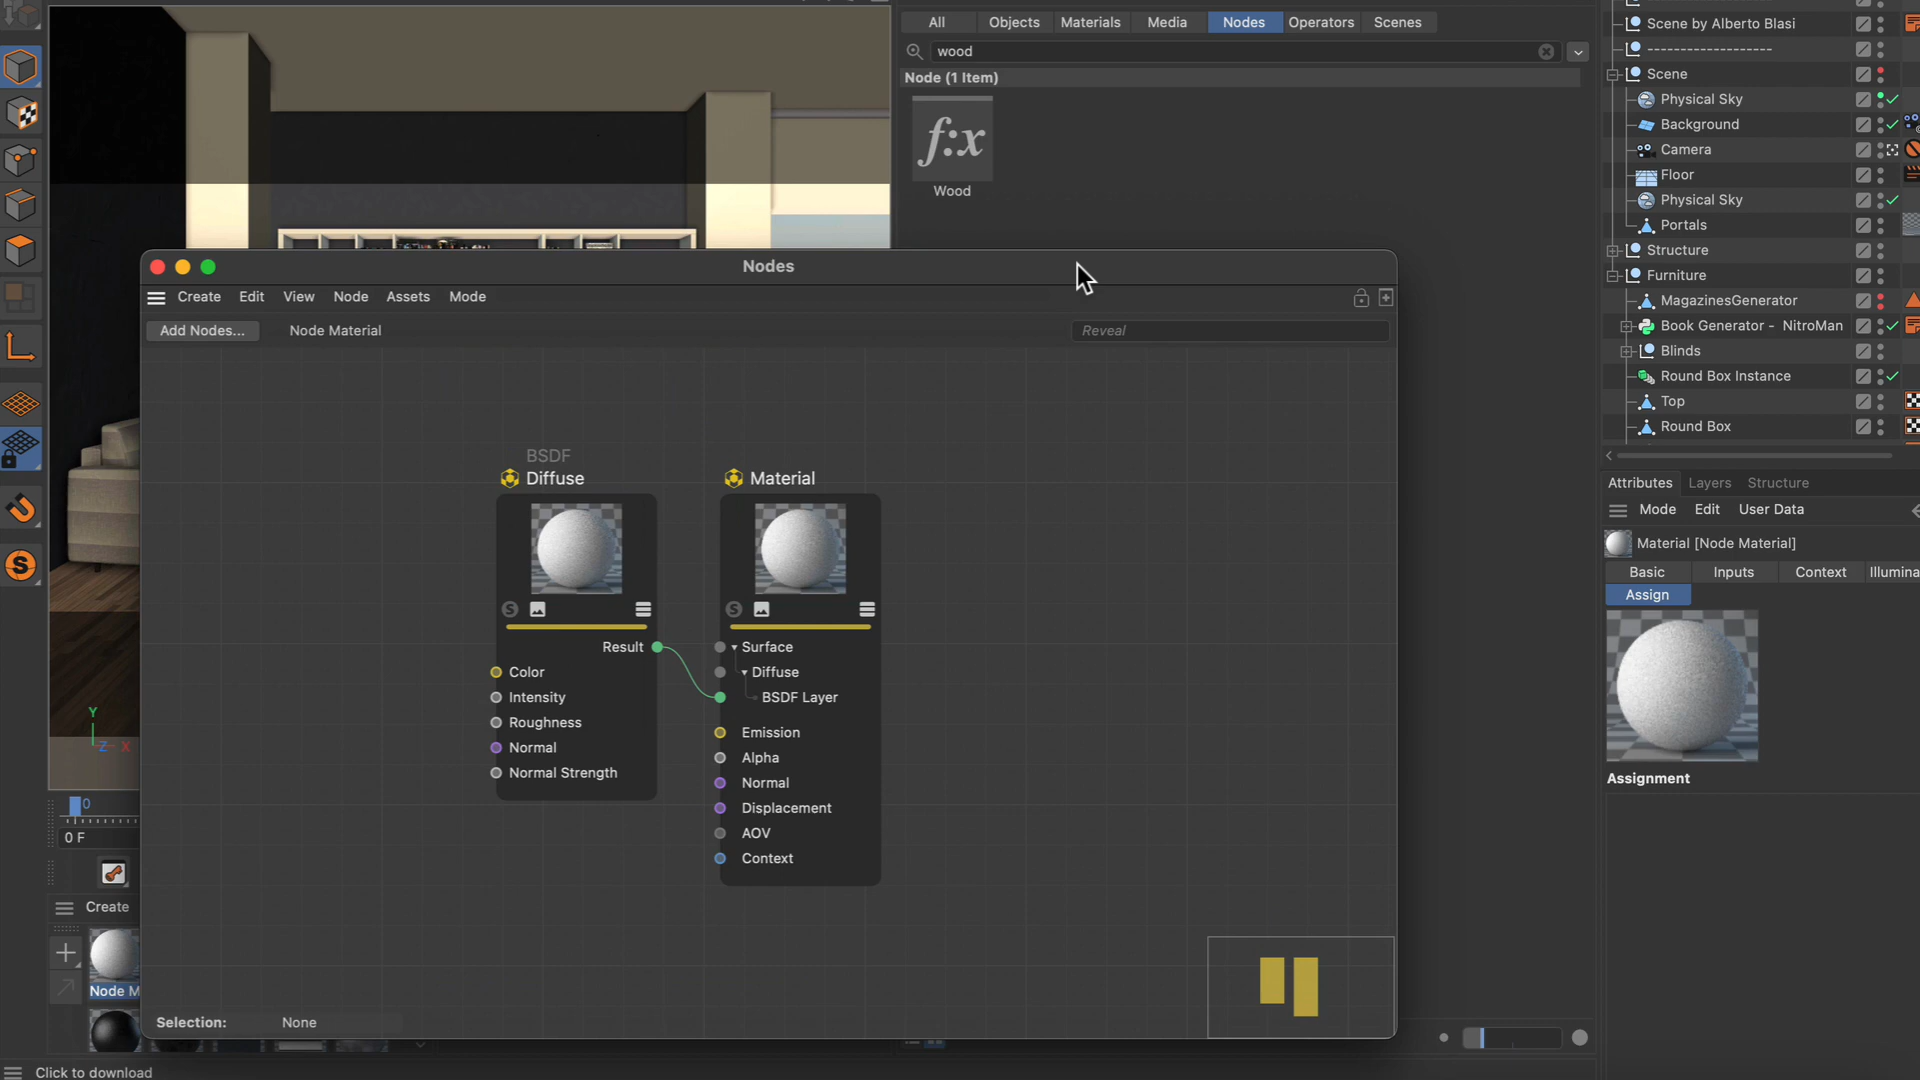 All Objects Materials Media Nodes Operators Scenes
wood
Node (1 Item)
f:x
Wood
Nodes
Create Edit View Node Assets Mode
Add Nodes... Node Material Reveal
BSDF
Diffuse
S
Result
Color
Intensity
Roughness
Normal
Normal Strength
Material
S
Surface
Diffuse
BSDF Layer
Emission
Alpha
Normal
Displacement
AOV
Context
Selection: None
Y
Z X
0
0 F
Create
Node M
Click to download
Scene by Alberto Blasi
--------------------
Scene
Physical Sky
Background
Camera
Floor
Physical Sky
Portals
Structure
Furniture
MagazinesGenerator
Book Generator - NitroMan
Blinds
Round Box Instance
Top
Round Box
Attributes Layers Structure
Mode Edit User Data
Material [Node Material]
Basic Inputs Context Illumina
Assign
Assignment